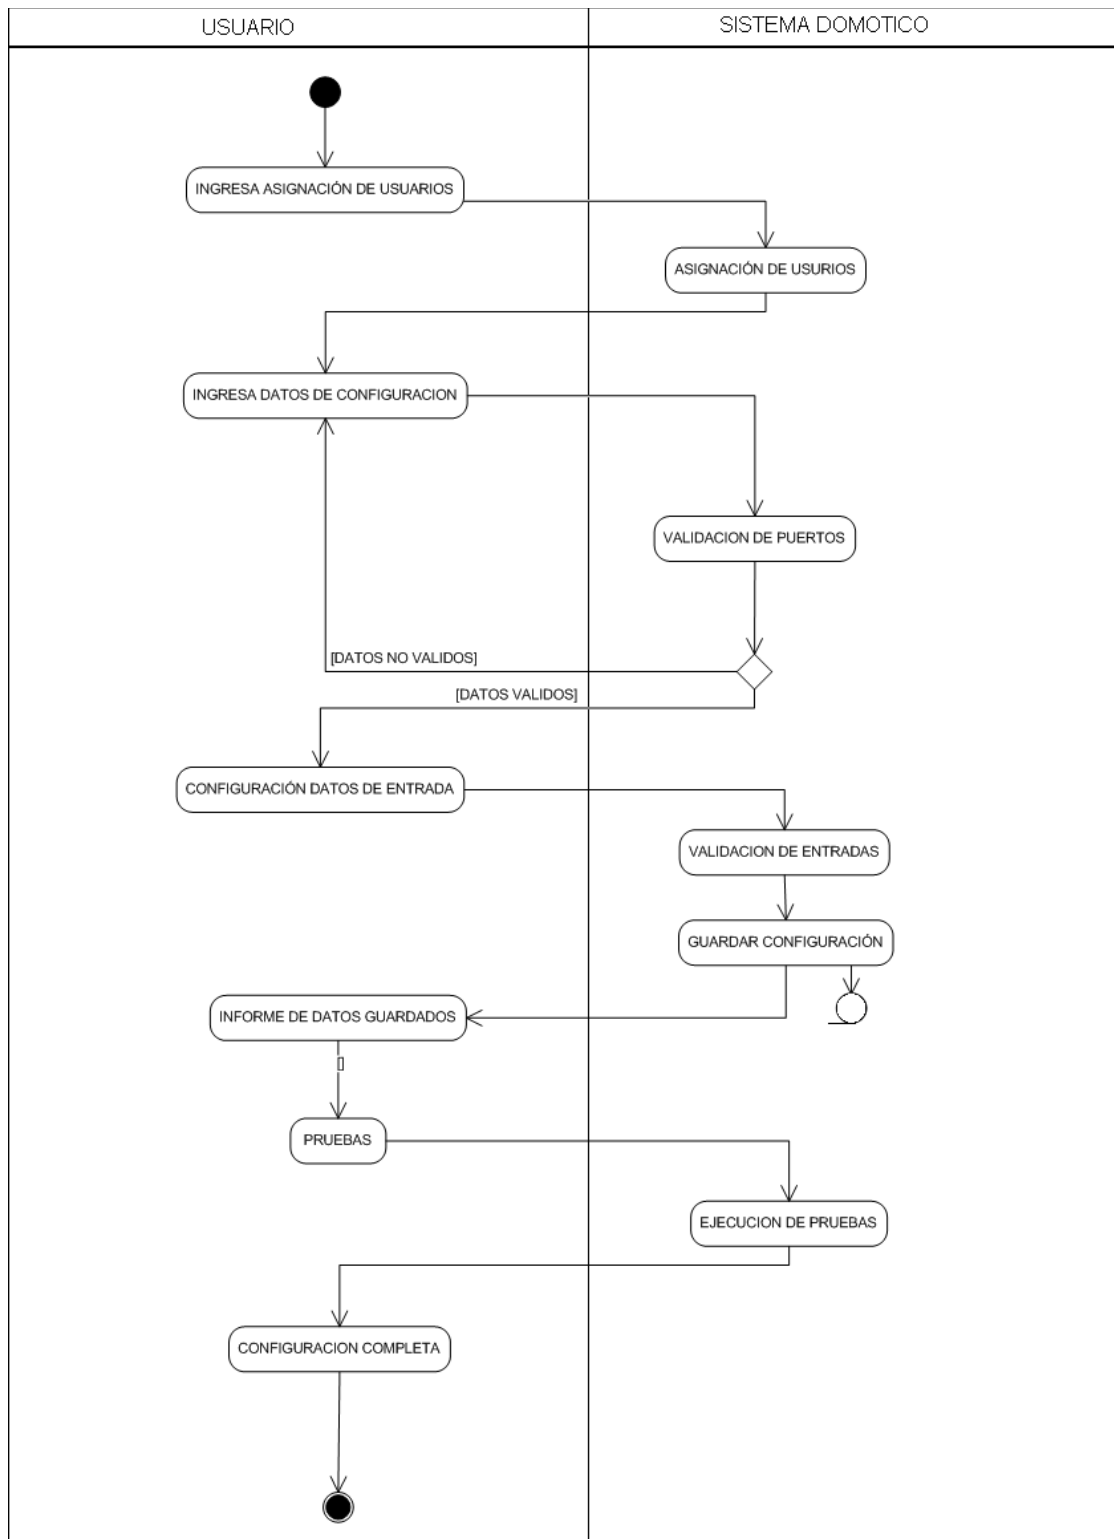 USUARIO
SISTEMA DOMOTICO
INGRESA ASIGNACIÓN DE USUARIOS
ASIGNACIÓN DE USURIOS
INGRESA DATOS DE CONFIGURACION
VALIDACION DE PUERTOS
[DATOS NO VALIDOS]
[DATOS VALIDOS]
CONFIGURACIÓN DATOS DE ENTRADA
VALIDACION DE ENTRADAS
GUARDAR CONFIGURACIÓN
INFORME DE DATOS GUARDADOS
[]
PRUEBAS
EJECUCION DE PRUEBAS
CONFIGURACION COMPLETA